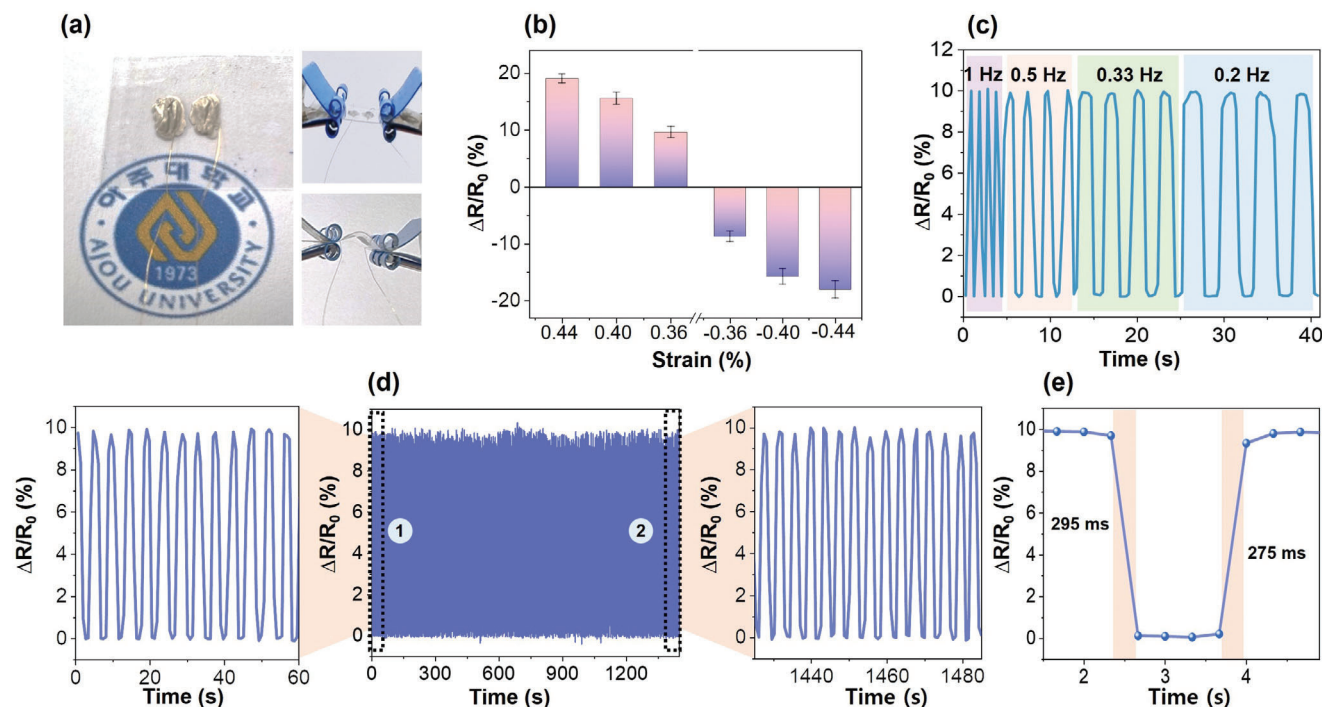 (a)
아주대학교
AJOU UNIVERSITY
1973
(b)
ΔR/R₀ (%)
20
10
0
-10
-20
0.44 0.40 0.36 -0.36 -0.40 -0.44
Strain (%)
(c)
ΔR/R₀ (%)
12
10
8
6
4
2
0
1 Hz 0.5 Hz 0.33 Hz 0.2 Hz
0 10 20 30 40
Time (s)
ΔR/R₀ (%)
10
8
6
4
2
0
0 20 40 60
Time (s)
(d)
ΔR/R₀ (%)
10
8
6
4
2
0
1 2
0 300 600 900 1200
Time (s)
ΔR/R₀ (%)
10
8
6
4
2
0
1440 1460 1480
Time (s)
(e)
ΔR/R₀ (%)
10
8
6
4
2
0
295 ms
275 ms
2 3 4
Time (s)